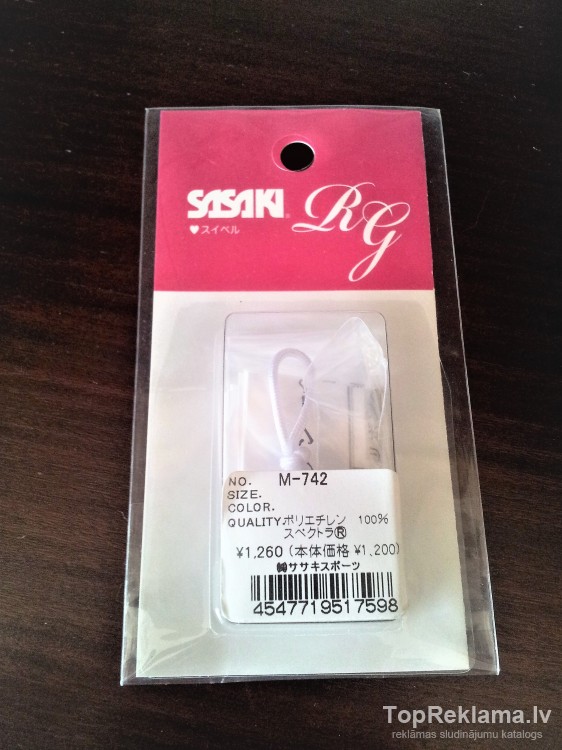 SASAKI®
RG
♥スイベル
NO. M-742
SIZE.
COLOR.
QUALITY.ポリエチレン 100%
スペクトラ®
¥1,260 (本体価格 ¥1,200)
㈱ササキスポーツ
4547719517598
TopReklama.lv
reklāmas sludinājumu katalogs